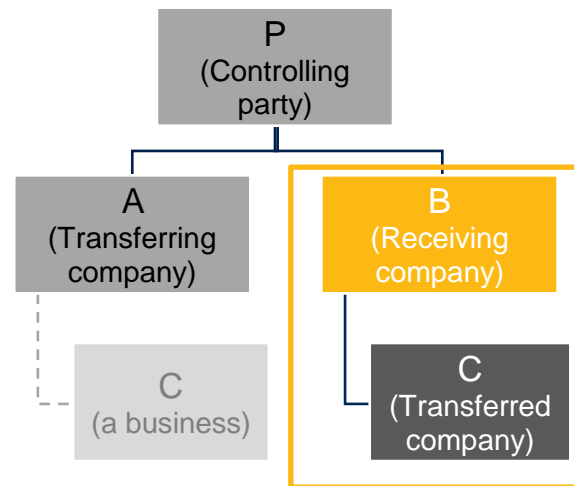 P
(Controlling
party)
A
(Transferring
company)
B
(Receiving
company)
C
(a business)
C
(Transferred
company)